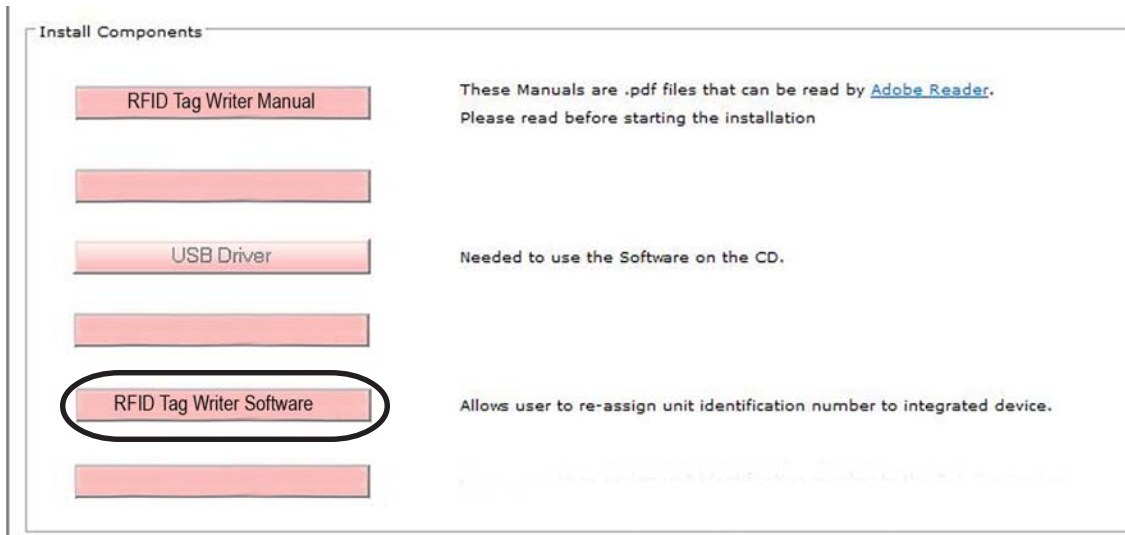 Install Components
RFID Tag Writer Manual
These Manuals are .pdf files that can be read by Adobe Reader.
Please read before starting the installation
USB Driver
Needed to use the Software on the CD.
RFID Tag Writer Software
Allows user to re-assign unit identification number to integrated device.